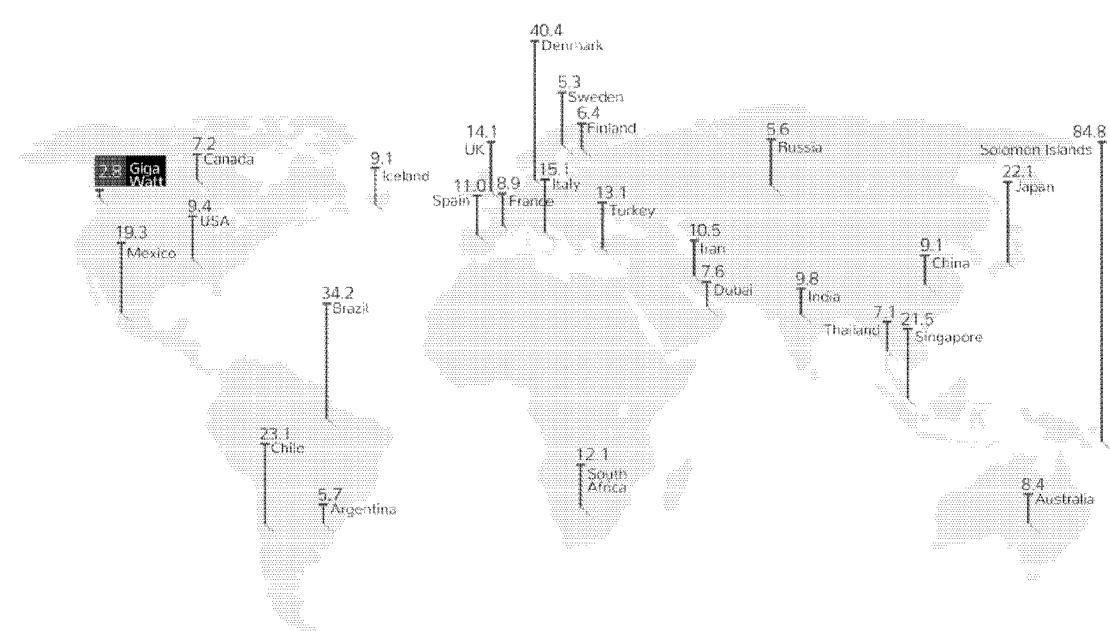 40.4
Denmark
5.3
Sweden
6.4
Finland
14.1
UK
5.6
Russia
84.8
Solomon Islands
7.2
Canada
2.8 Giga
Watt
9.1
Iceland
15.1
Italy
11.0
Spain
8.9
France
22.1
Japan
13.1
Turkey
9.4
USA
19.3
Mexico
10.5
Iran
9.1
China
7.6
Dubai
9.8
India
34.2
Brazil
7.1
Thailand
21.5
Singapore
23.1
Chile
12.1
South
Africa
5.7
Argentina
8.4
Australia